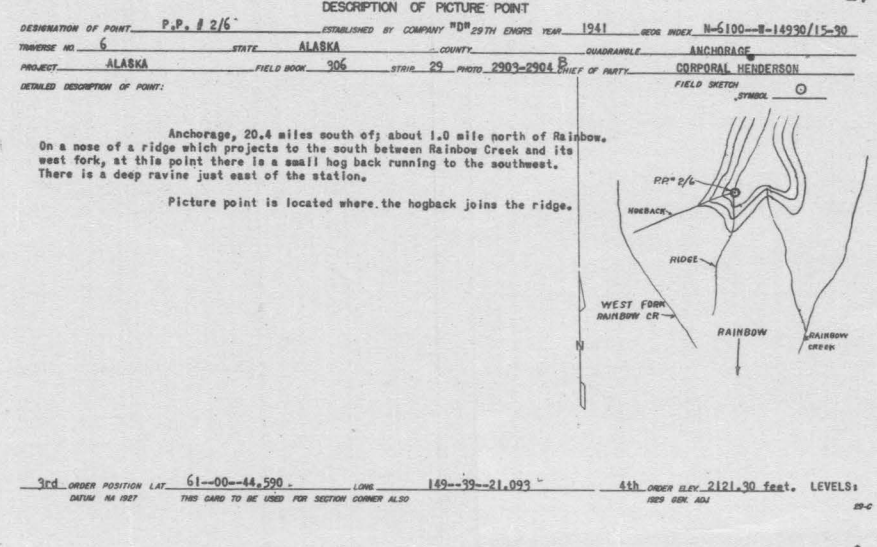 DESCRIPTION OF PICTURE POINT
DESIGNATION OF POINT P.P. # 2/6 ESTABLISHED BY COMPANY "D" 29TH ENGRS YEAR 1941 GEOG INDEX N-6100--W-14930/15-30
TRAVERSE NO. 6 STATE ALASKA COUNTY QUADRANGLE ANCHORAGE
PROJECT ALASKA FIELD BOOK 906 STRIP 29 PHOTO 2903-2904 B CHIEF OF PARTY CORPORAL HENDERSON
DETAILED DESCRIPTION OF POINT:
FIELD SKETCH
SYMBOL
Anchorage, 20.4 miles south of; about 1.0 mile north of Rainbow.
On a nose of a ridge which projects to the south between Rainbow Creek and its
west fork, at this point there is a small hog back running to the southwest.
There is a deep ravine just east of the station.
Picture point is located where the hogback joins the ridge.
P.P.# 2/6
HOGBACK
RIDGE
WEST FORK
RAINBOW CR
RAINBOW
RAINBOW
CREEK
N
3rd ORDER POSITION LAT 61--00--44.590 LONG 149--39--21.093 4th ORDER ELEV 2121.30 feet. LEVELS:
DATUM NA 1927 THIS CARD TO BE USED FOR SECTION CORNER ALSO 1929 GEN. ADJ
29-C